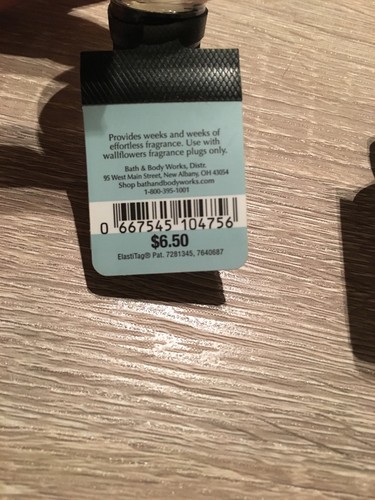 Provides weeks and weeks of
effortless fragrance. Use with
wallflowers fragrance plugs only.
Bath & Body Works, Distr.
95 West Main Street, New Albany, OH 43054
Shop bathandbodyworks.com
1-800-395-1001
0 667545 104756
$6.50
ElastiTag® Pat. 7281345, 7640687